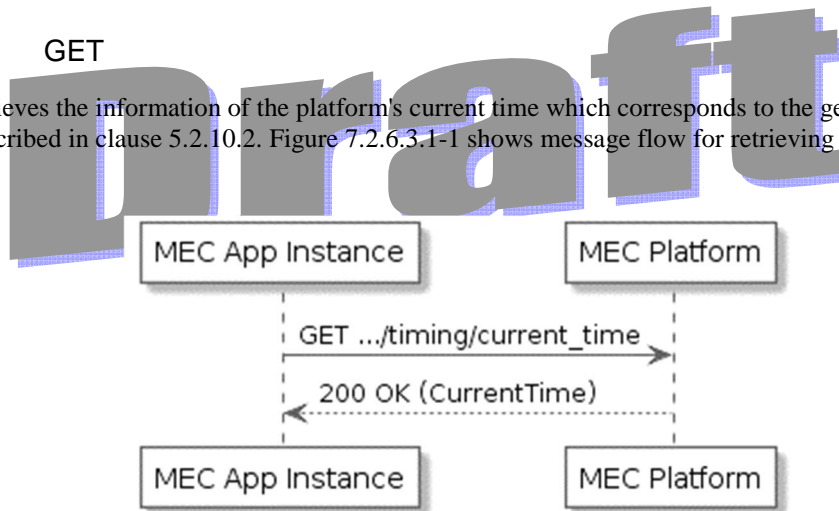 GET
Draft
ieves the information of the platform's current time which corresponds to the ge
cribed in clause 5.2.10.2. Figure 7.2.6.3.1-1 shows message flow for retrieving
MEC App Instance MEC Platform
GET .../timing/current_time
200 OK (CurrentTime)
MEC App Instance MEC Platform